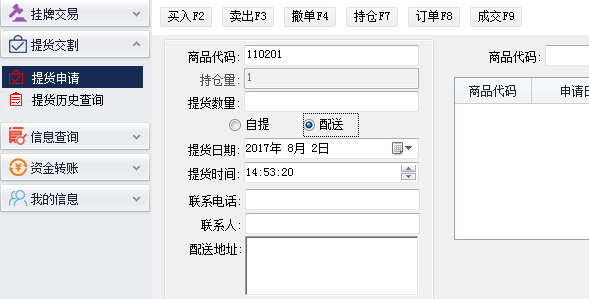 挂牌交易
提货交割
提货申请
提货历史查询
信息查询
资金转账
我的信息
买入F2 卖出F3 撤单F4 持仓F7 订单F8 成交F9
商品代码: 110201
持仓量: 1
提货数量:
自提 配送
提货日期: 2017年 8月 2日
提货时间: 14:53:20
联系电话:
联系人:
配送地址:
商品代码:
商品代码 申请日